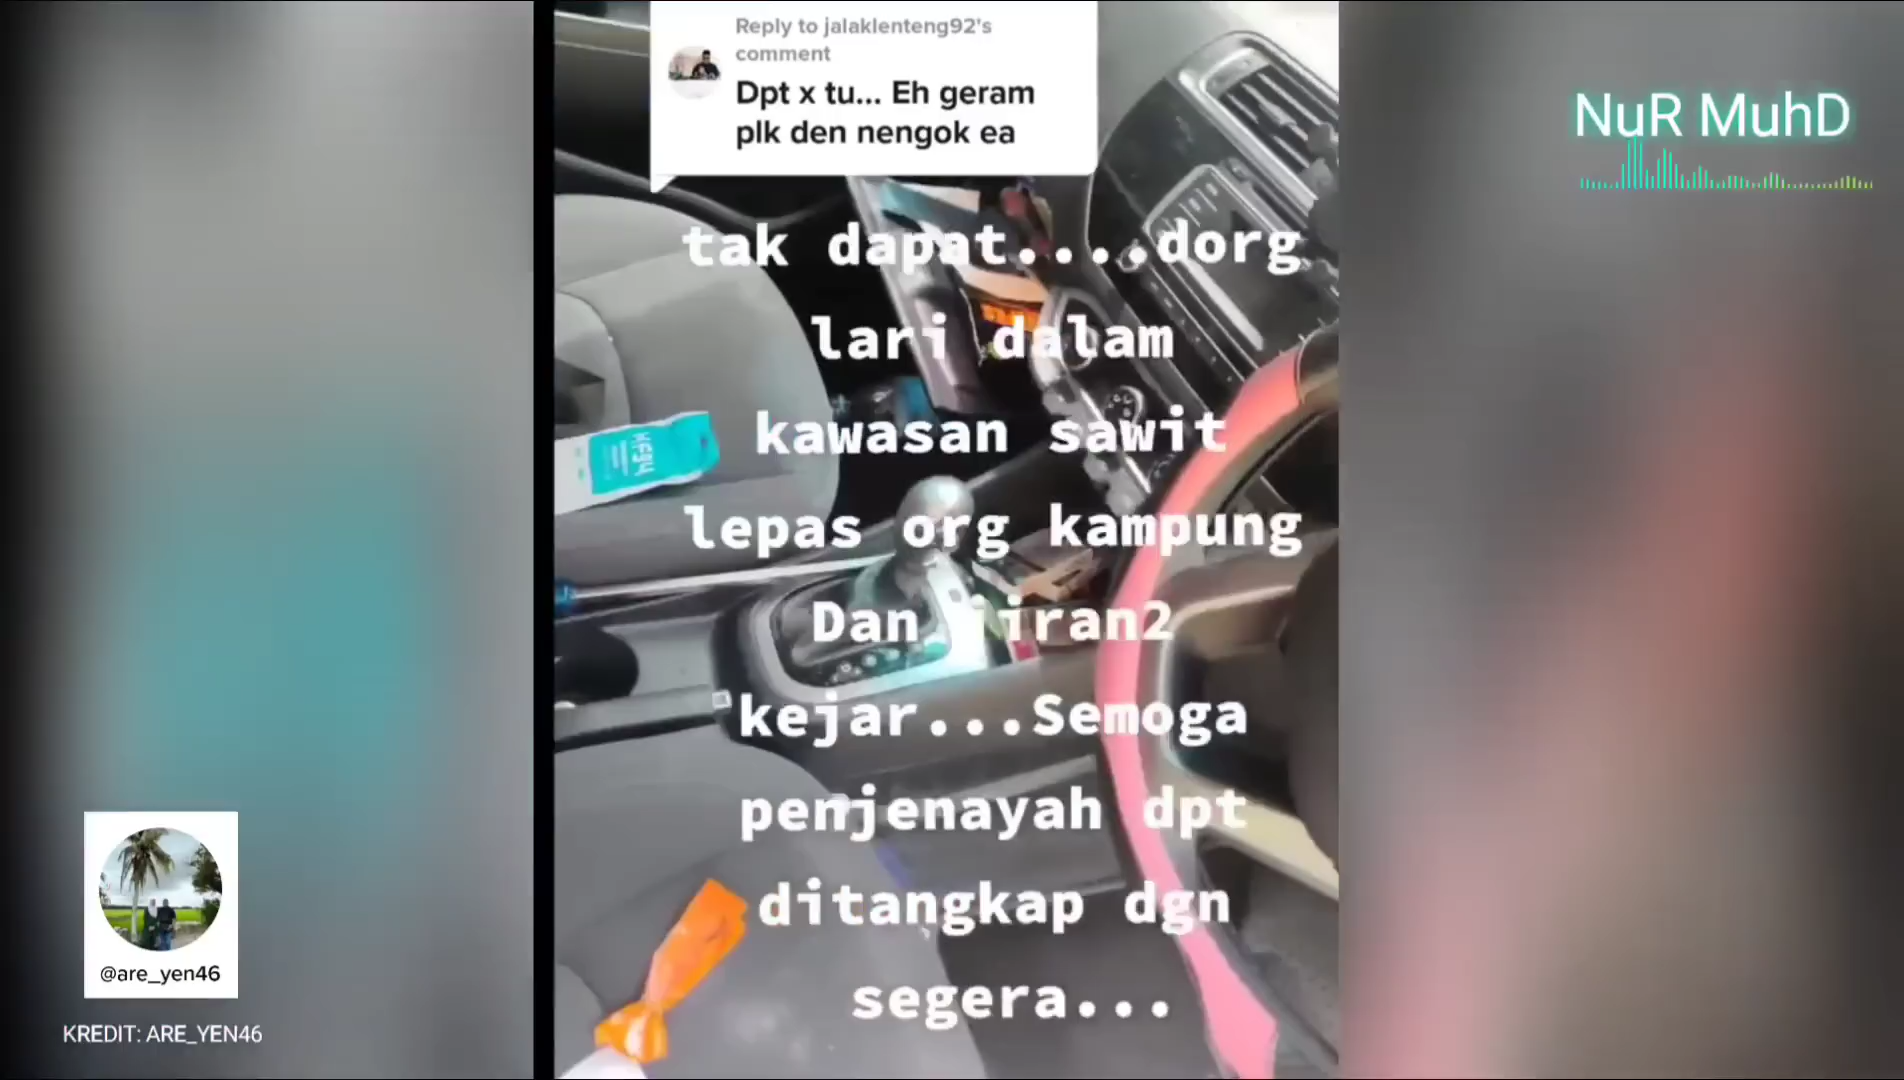 Reply to jalaklenteng92's
comment
Dpt x tu... Eh geram
plk den nengok ea
NuR MuhD
tak dapat....dorg
lari dalam
kawasan sawit
lepas org kampung
Dan jiran2
kejar...Semoga
penjenayah dpt
ditangkap dgn
segera...
@are_yen46
KREDIT: ARE_YEN46